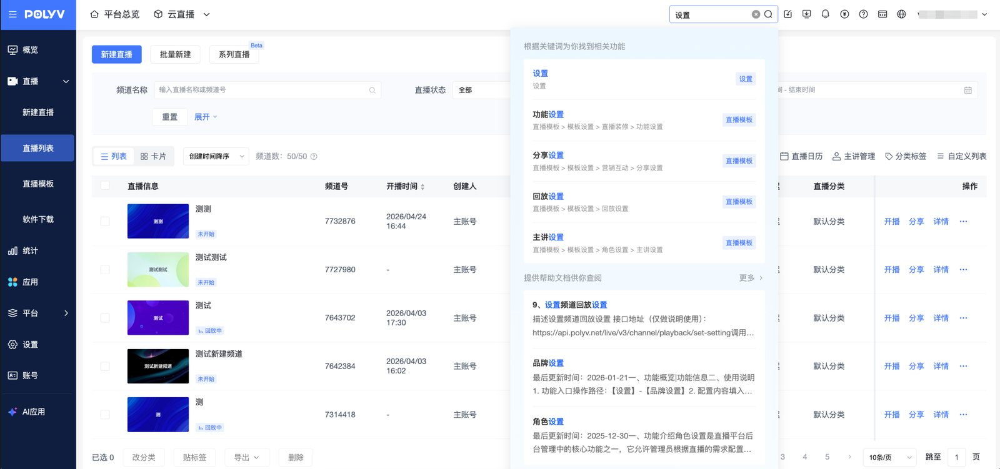 POLYV
平台总览
云直播
设置
概览
直播
新建直播
直播列表
直播模板
软件下载
统计
应用
平台
设置
账号
AI应用
新建直播
批量新建
系列直播
Beta
频道名称
输入直播名称或频道号
直播状态
全部
- 结束时间
重置
展开
列表
卡片
创建时间降序
频道数：50/50
直播日历
主讲管理
分类标签
自定义列表
直播信息
频道号
开播时间
创建人
直播分类
操作
测测
测测
未开始
7732876
2026/04/24
16:44
主账号
默认分类
开播
分享
详情
测试测试
测试测试
未开始
7727980
-
主账号
默认分类
开播
分享
详情
测试
测试
回放中
7643702
2026/04/03
17:30
主账号
默认分类
开播
分享
详情
测试新建频道
测试新建频道
未开始
7642384
2026/04/03
16:02
主账号
默认分类
开播
分享
详情
测
测
回放中
7314418
-
主账号
默认分类
开播
分享
详情
已选 0
改分类
贴标签
导出
删除
3
4
5
10条/页
跳至
1
页
根据关键词为你找到相关功能
设置
设置
设置
功能设置
直播模板 > 模板设置 > 直播装修 > 功能设置
直播模板
分享设置
直播模板 > 模板设置 > 营销互动 > 分享设置
直播模板
回放设置
直播模板 > 模板设置 > 回放设置
直播模板
主讲设置
直播模板 > 模板设置 > 角色设置 > 主讲设置
直播模板
提供帮助文档供你查阅
更多
9、设置频道回放设置
描述设置频道回放设置 接口地址（仅做说明使用）：
https://api.polyv.net/live/v3/channel/playback/set-setting调用...
品牌设置
最后更新时间：2026-01-21一、功能概览|功能信息二、使用说明
1. 功能入口操作路径：【设置】-【品牌设置】2. 配置内容填入...
角色设置
最后更新时间：2025-12-30一、功能介绍角色设置是直播平台后
台管理中的核心功能之一，它允许管理员根据直播的需求配置...